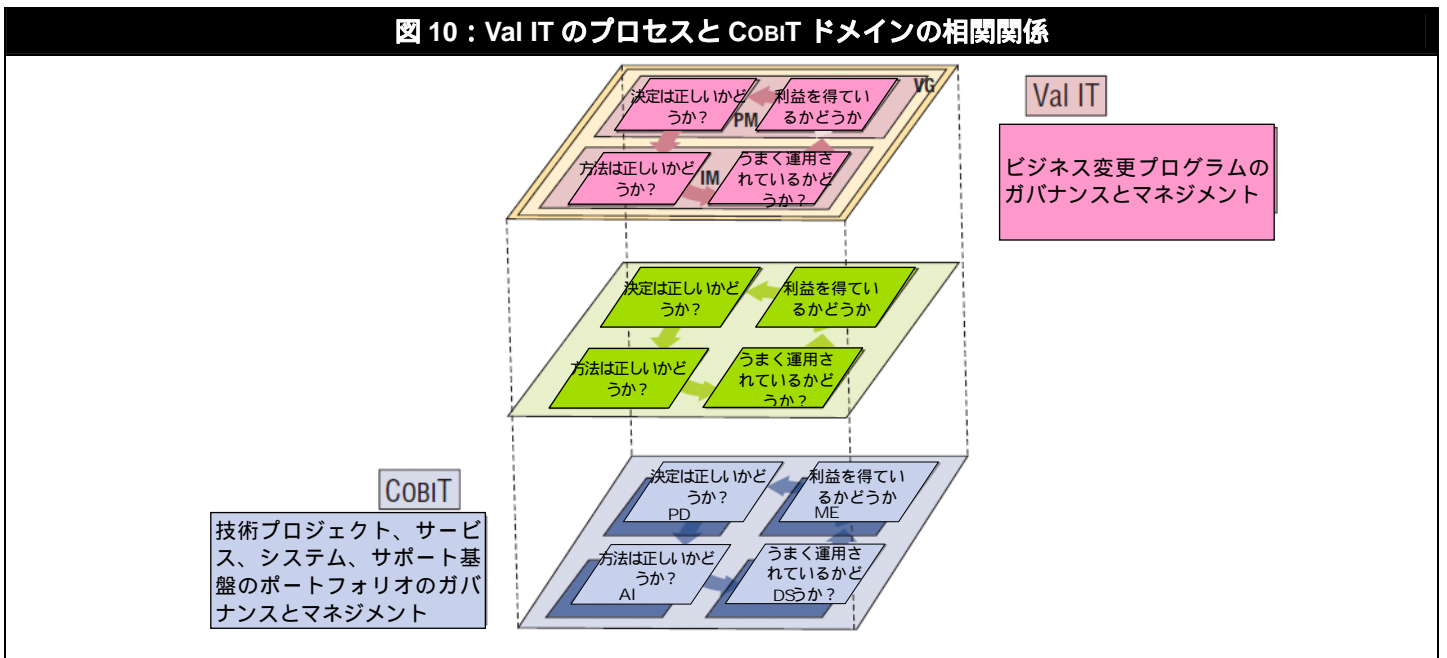 図 10：Val IT のプロセスと COBIT ドメインの相関関係
VG
決定は正しいかど
うか？
利益を得てい
るかどうか
PM
方法は正しいかど
うか？
IM
うまく運用さ
れているかど
うか？
Val IT
ビジネス変更プログラムの
ガバナンスとマネジメント
決定は正しいかど
うか？
利益を得てい
るかどうか
方法は正しいかど
うか？
うまく運用さ
れているかど
うか？
COBIT
技術プロジェクト、サービ
ス、システム、サポート基
盤のポートフォリオのガバ
ナンスとマネジメント
決定は正しいかど
うか？
PD
利益を得てい
るかどうか
ME
方法は正しいかど
うか？
AI
うまく運用さ
れているかど
DSうか？